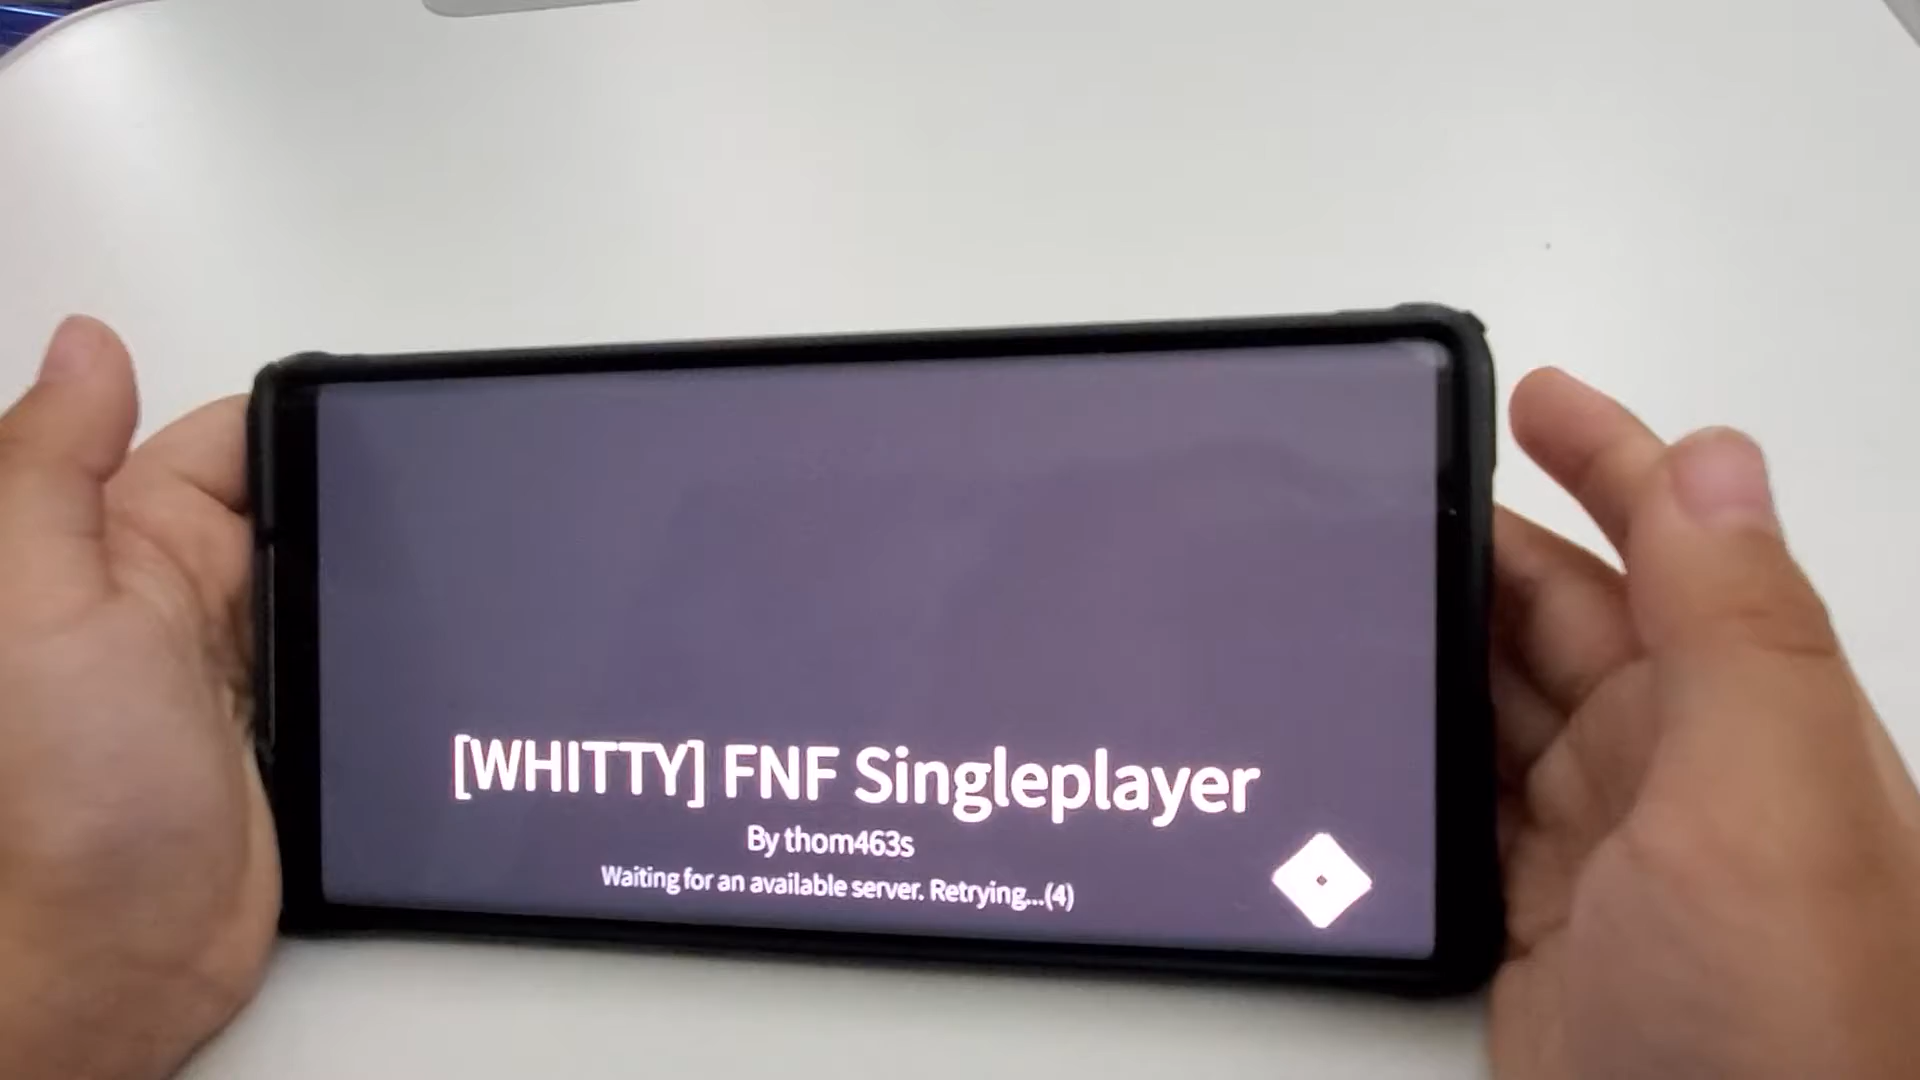 [WHITTY] FNF Singleplayer
By thom463s
Waiting for an available server. Retrying...(4)